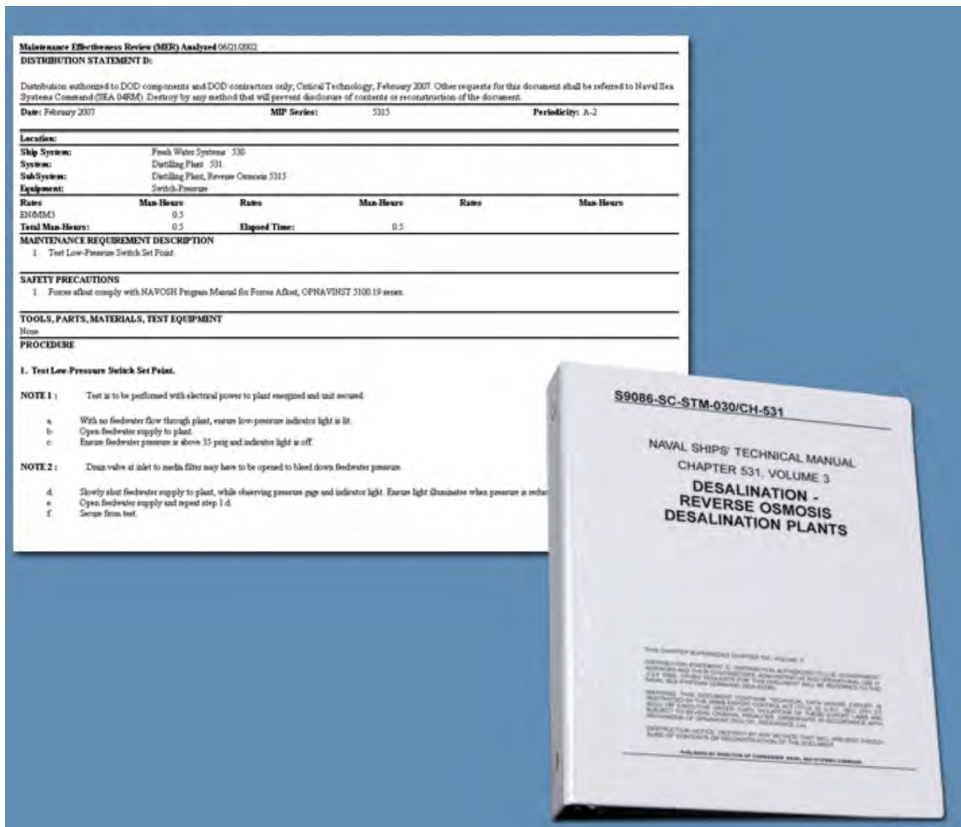 Maintenance Effectiveness Review (MER) Analyzed 06/21/2002
DISTRIBUTION STATEMENT D:
Distribution authorized to DOD components and DOD contractors only; Critical Technology; February 2007. Other requests for this document shall be referred to Naval Sea
Systems Command (SEA 04RM). Destroy by any method that will prevent disclosure of contents or reconstruction of the document.
Date: February 2007 MIP Series: 5315 Periodicity: A-2
Location:
Ship System: Fresh Water Systems 530
System: Distilling Plant 531
SubSystem: Distilling Plant, Reverse Osmosis 5315
Equipment: Switch-Pressure
Rates Man-Hours Rates Man-Hours Rates Man-Hours
EN/MM3 0.5
Total Man-Hours: 0.5 Elapsed Time: 0.5
MAINTENANCE REQUIREMENT DESCRIPTION
1. Test Low-Pressure Switch Set Point.
SAFETY PRECAUTIONS
1. Forces afloat comply with NAVOSH Program Manual for Forces Afloat, OPNAVINST 5100.19 series.
TOOLS, PARTS, MATERIALS, TEST EQUIPMENT
None
PROCEDURE
1. Test Low-Pressure Switch Set Point.
NOTE 1 : Test is to be performed with electrical power to plant energized and unit secured.
a. With no feedwater flow through plant, ensure low-pressure indicator light is lit.
b. Open feedwater supply to plant.
c. Ensure feedwater pressure is above 35 psig and indicator light is off.
NOTE 2 : Drain valve at inlet to media filter may have to be opened to bleed down feedwater pressure.
d. Slowly shut feedwater supply to plant, while observing pressure gage and indicator light. Ensure light illuminates when pressure is
e. Open feedwater supply and repeat step 1.d.
f. Secure from test.
S9086-SC-STM-030/CH-531
NAVAL SHIPS' TECHNICAL MANUAL
CHAPTER 531, VOLUME 3
DESALINATION -
REVERSE OSMOSIS
DESALINATION PLANTS
THIS CHAPTER SUPERSEDES CHAPTER 531, VOLUME 3